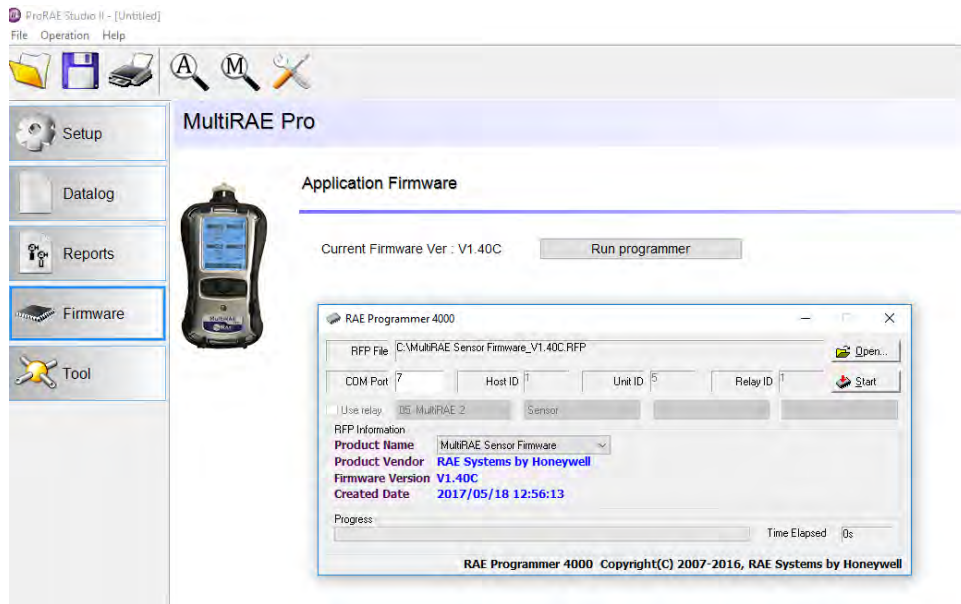 ProRAE Studio II - [Untitled]
File Operation Help
A M
Setup
Datalog
Reports
Firmware
Tool
MultiRAE Pro
Application Firmware
Current Firmware Ver : V1.40C Run programmer
RAE Programmer 4000
RFP File C:\MultiRAE Sensor Firmware_V1.40C.RFP Open...
COM Port 7 Host ID 1 Unit ID 5 Relay ID 1 Start
Use relay 05 MultiRAE 2 Sensor
RFP Information
Product Name MultiRAE Sensor Firmware
Product Vendor RAE Systems by Honeywell
Firmware Version V1.40C
Created Date 2017/05/18 12:56:13
Progress
Time Elapsed 0s
RAE Programmer 4000 Copyright(C) 2007-2016, RAE Systems by Honeywell